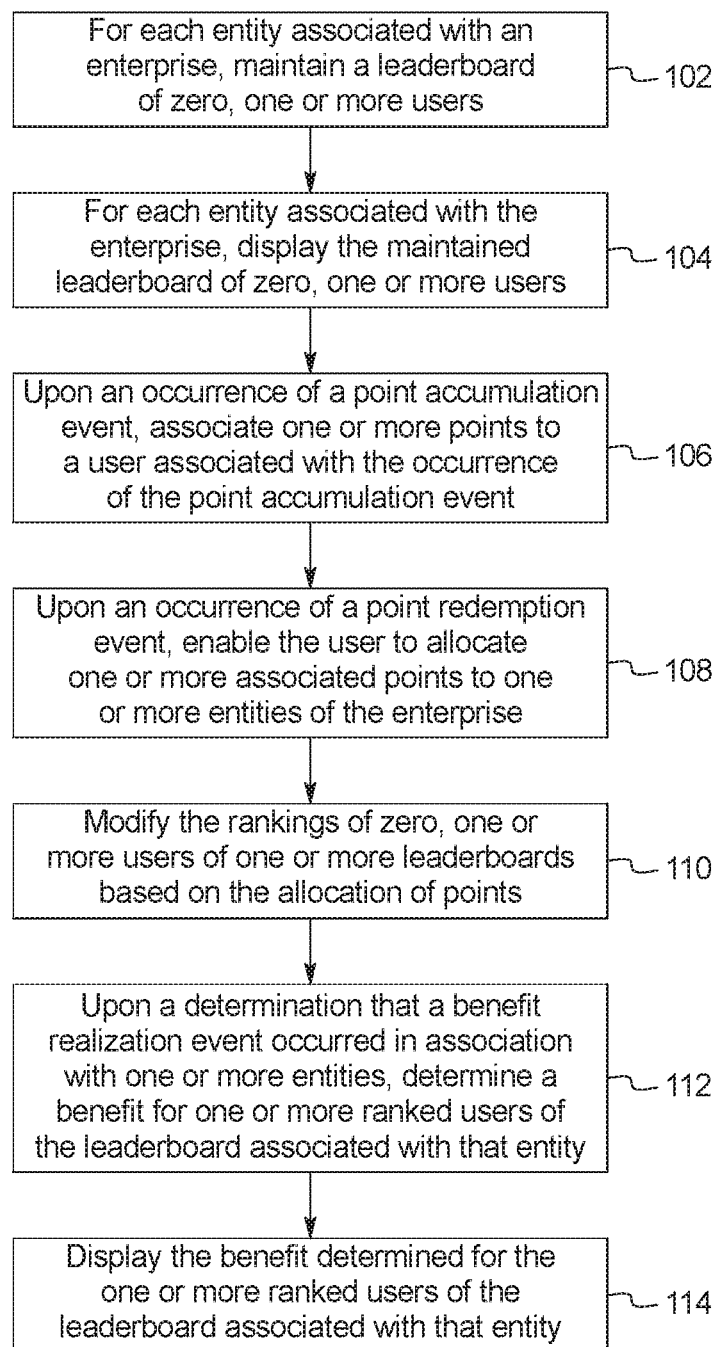 For each entity associated with an
enterprise, maintain a leaderboard
of zero, one or more users
102
For each entity associated with the
enterprise, display the maintained
leaderboard of zero, one or more users
104
Upon an occurrence of a point accumulation
event, associate one or more points to
a user associated with the occurrence
of the point accumulation event
106
Upon an occurrence of a point redemption
event, enable the user to allocate
one or more associated points to one
or more entities of the enterprise
108
Modify the rankings of zero, one or
more users of one or more leaderboards
based on the allocation of points
110
Upon a determination that a benefit
realization event occurred in association
with one or more entities, determine a
benefit for one or more ranked users of
the leaderboard associated with that entity
112
Display the benefit determined for the
one or more ranked users of the
leaderboard associated with that entity
114